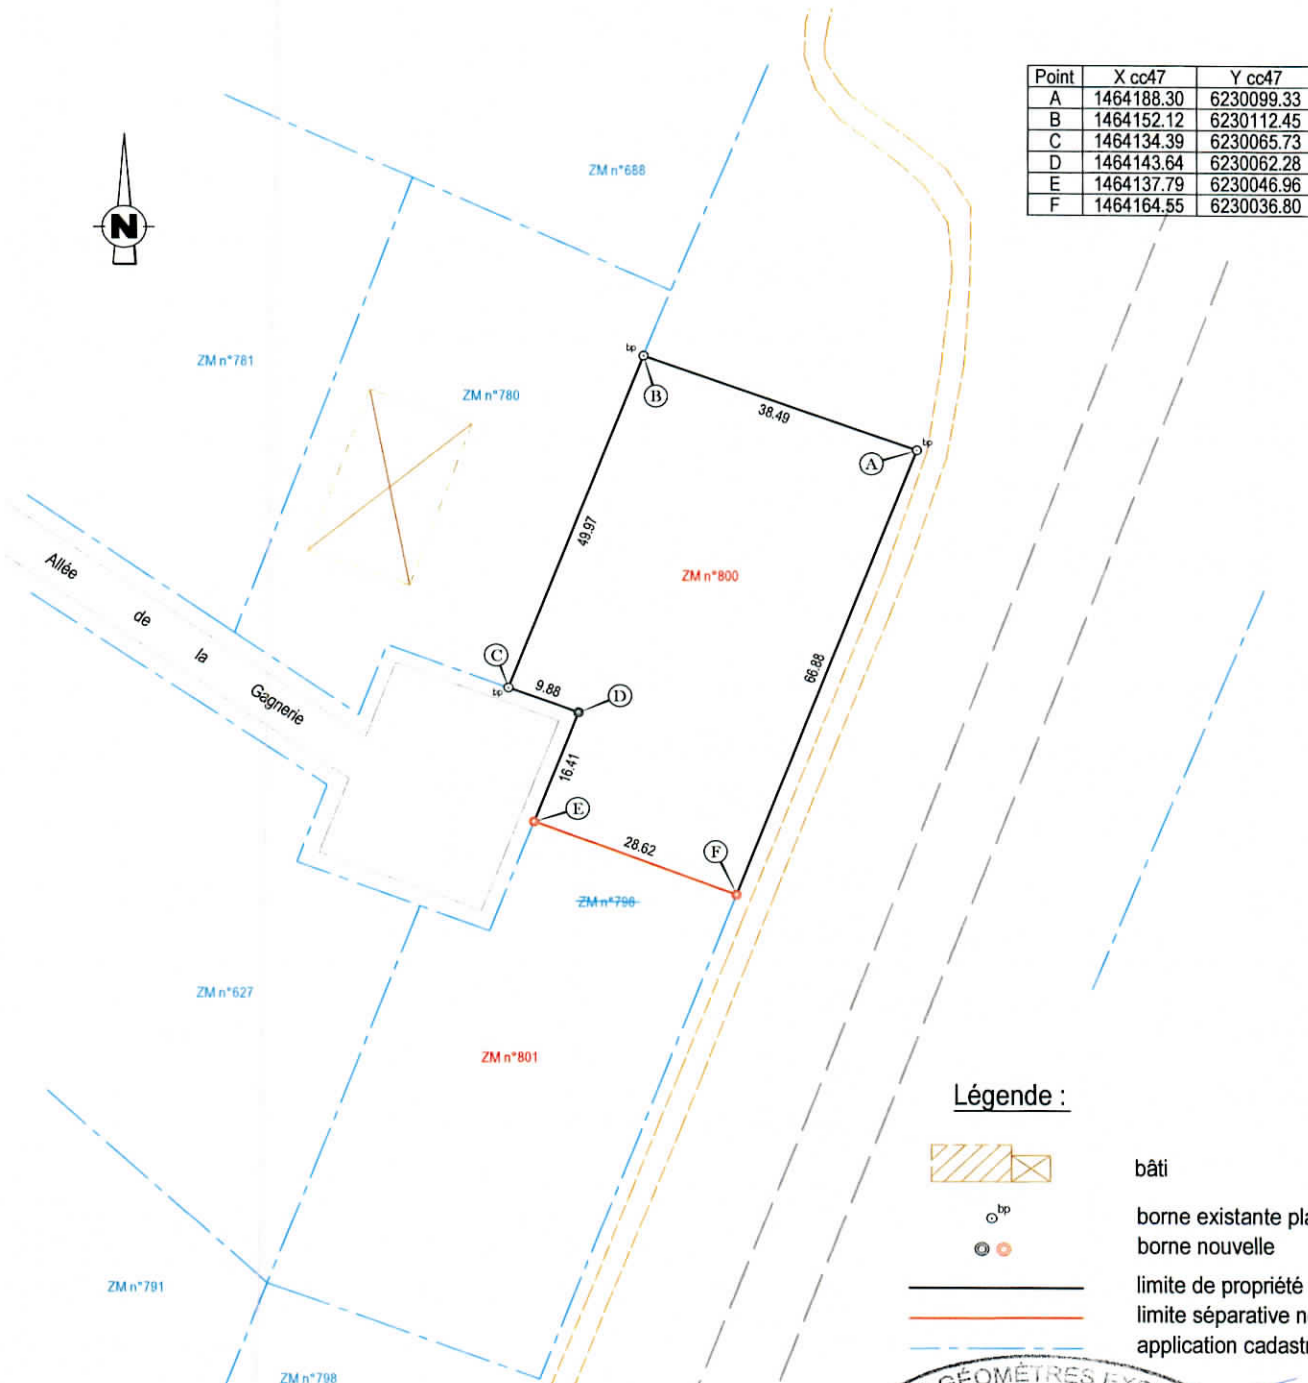 Point X cc47 Y cc47
A 1464188.30 6230099.33
B 1464152.12 6230112.45
C 1464134.39 6230065.73
D 1464143.64 6230062.28
E 1464137.79 6230046.96
F 1464164.55 6230036.80
N
ZM n°688
ZM n°781
ZM n°780
bp
B
38.49
bp
A
49.97
ZM n°800
Allée
de
la
Gagnerie
C
bp
9.88
D
66.88
16.41
E
28.62
F
ZM n°627
ZM n°801
ZM n°791
ZM n°798
Légende :
bâti
bp
borne existante
borne nouvelle
limite de propriété
limite séparative
application
GÉOMÈTRES